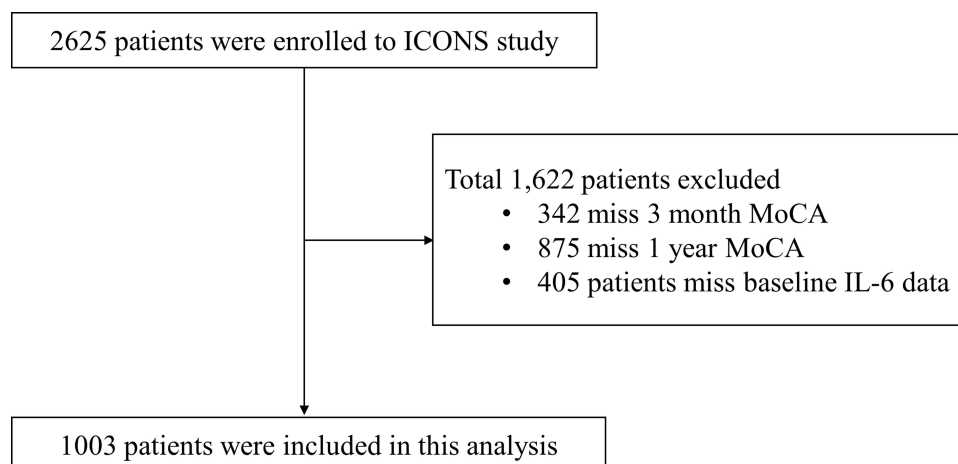 2625 patients were enrolled to ICONS study
Total 1,622 patients excluded
• 342 miss 3 month MoCA
• 875 miss 1 year MoCA
• 405 patients miss baseline IL-6 data
1003 patients were included in this analysis